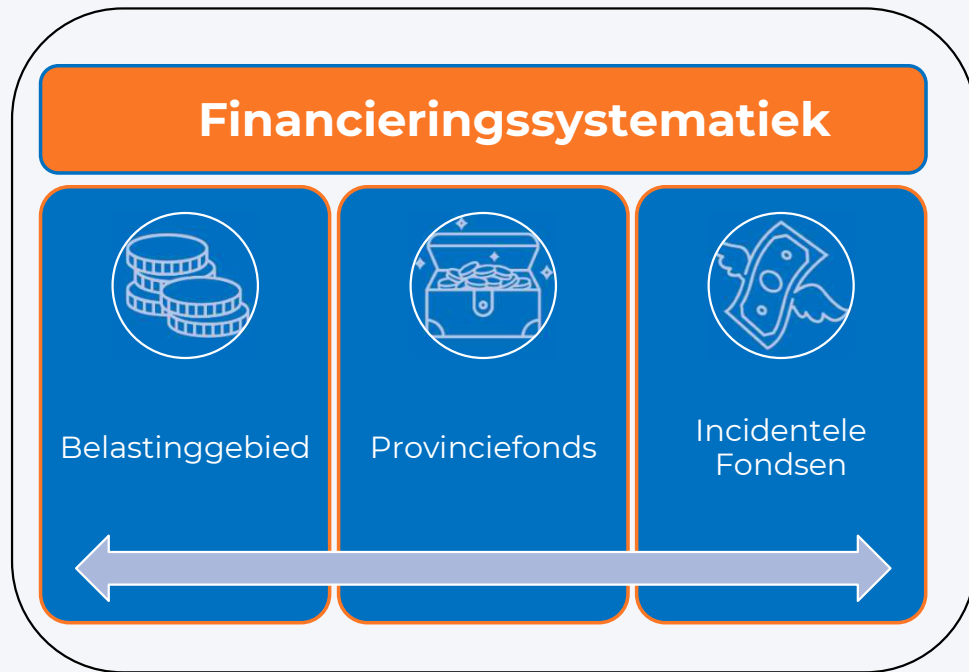 Financieringssystematiek
Belastinggebied
Provinciefonds
Incidentele
Fondsen